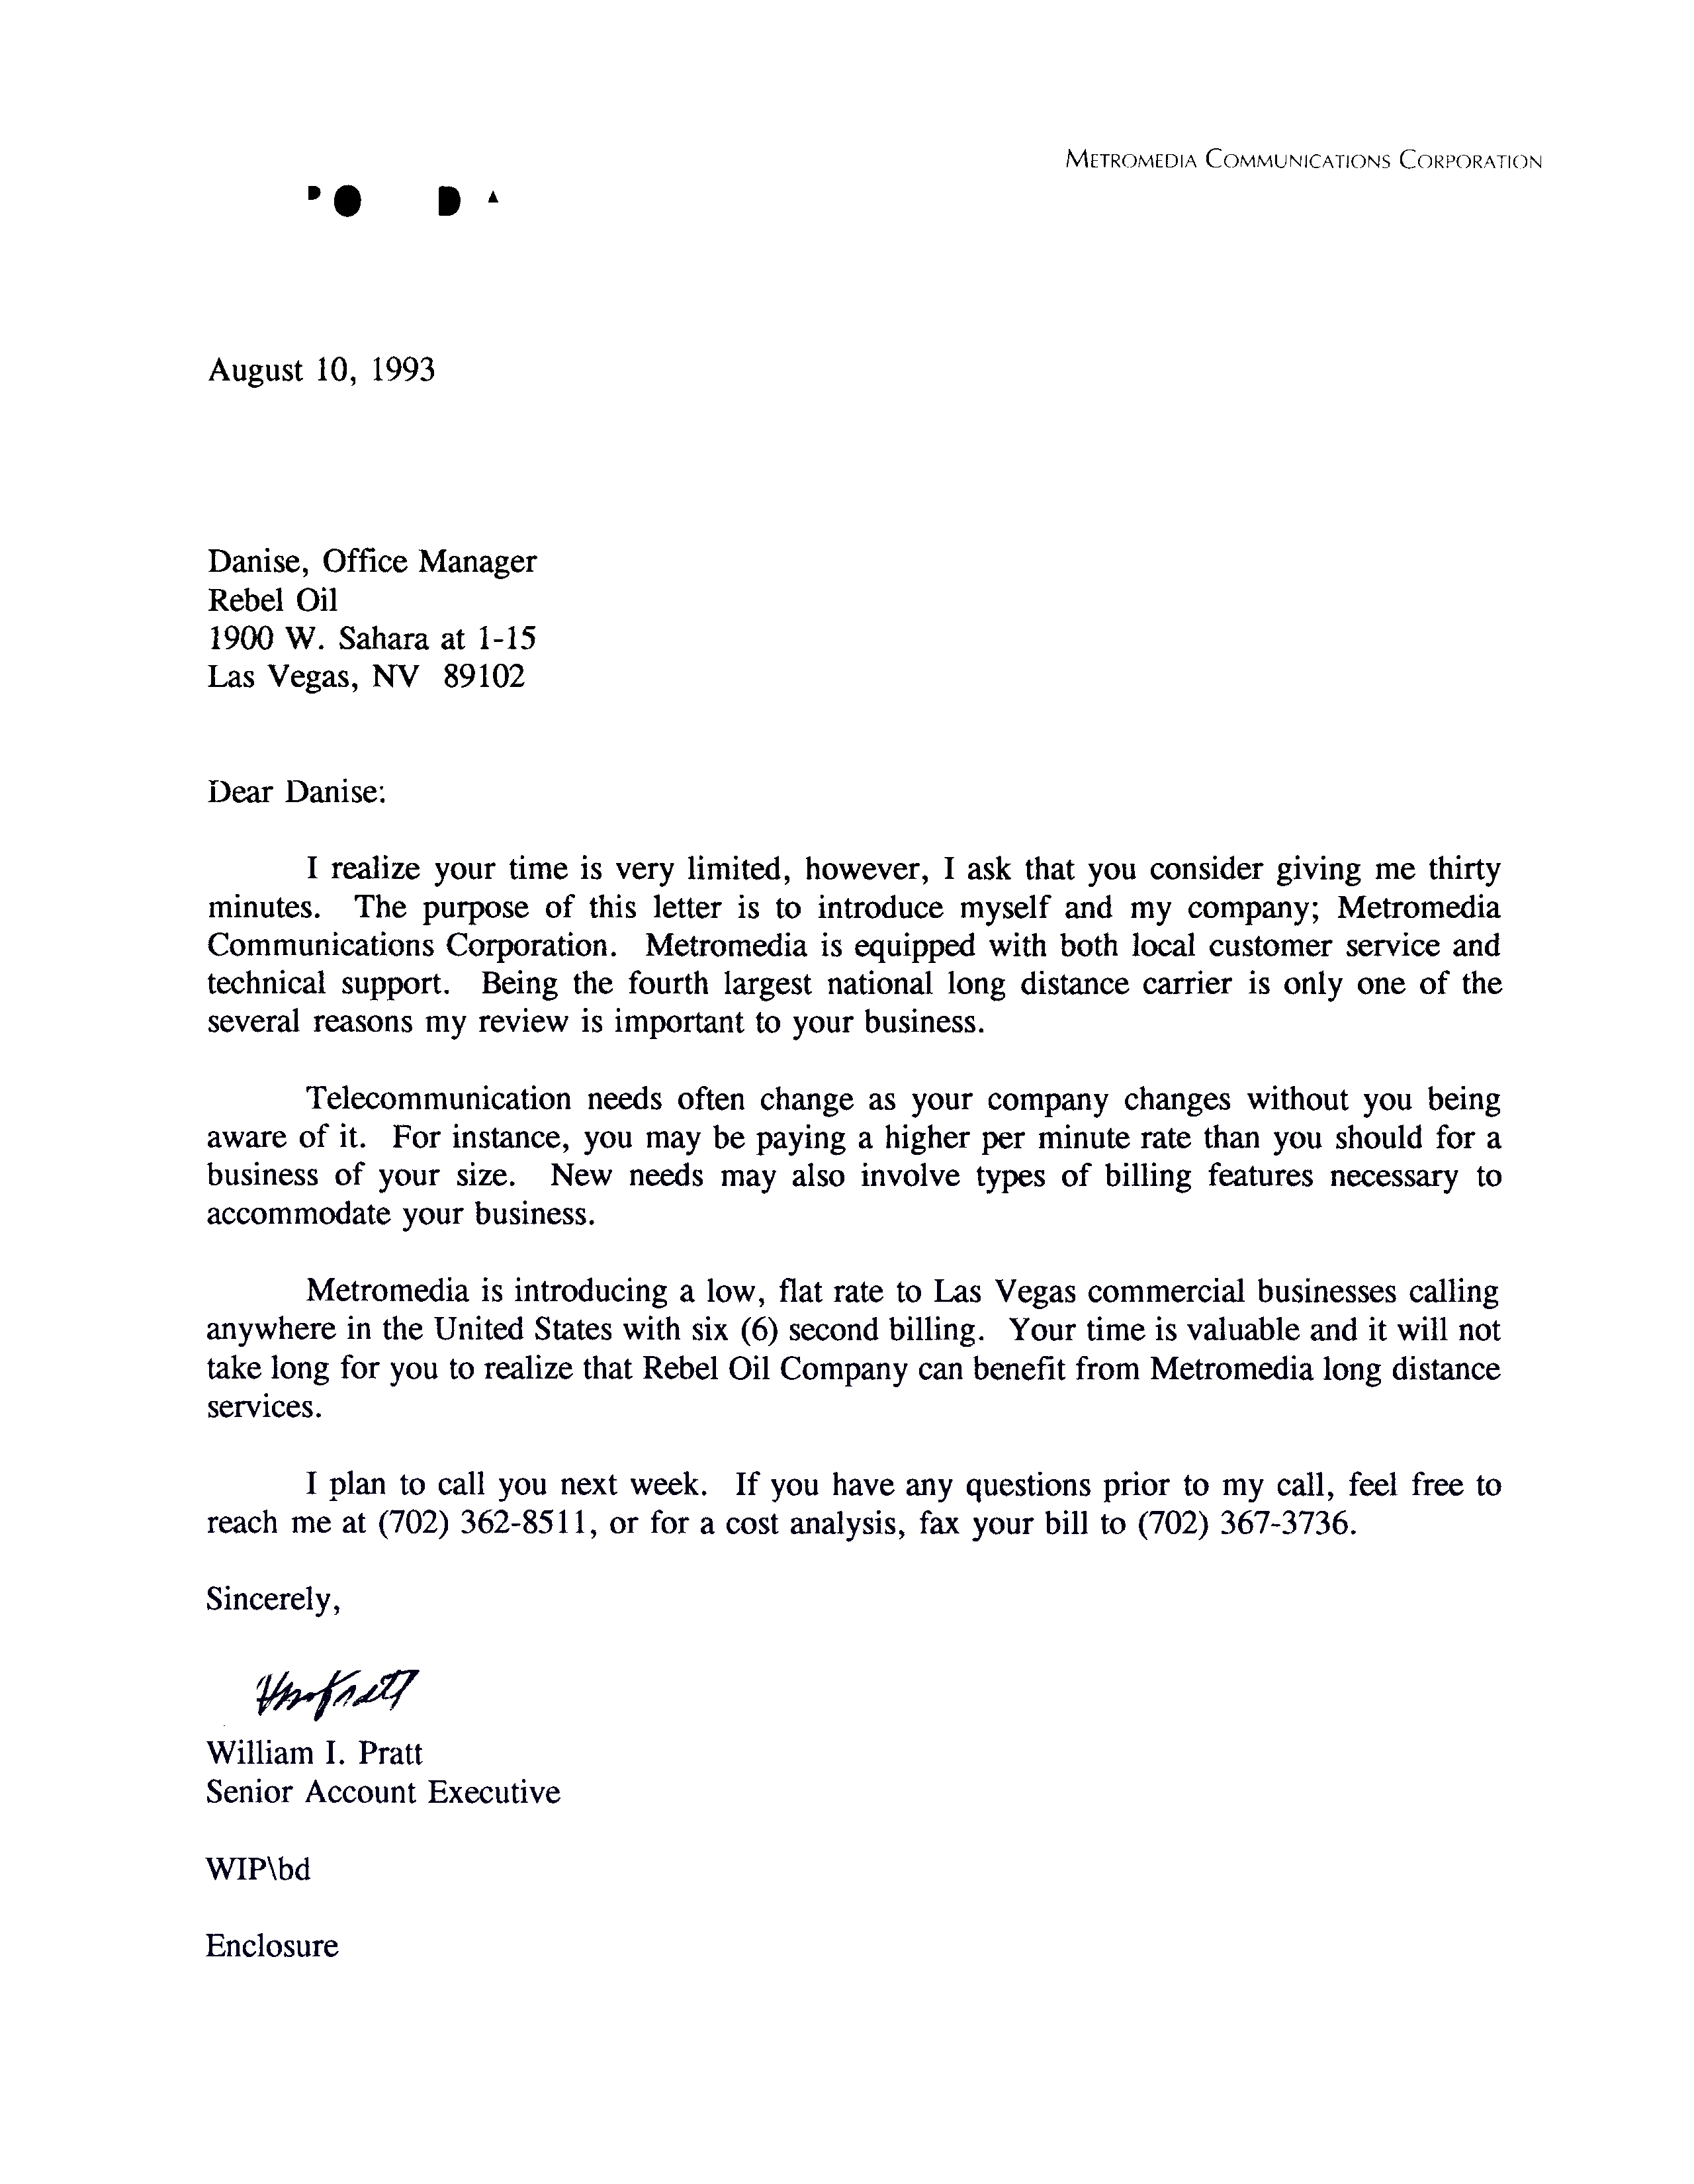 METROMEDIA COMMUNICATIONS CORPORATION
August 10, 1993
Danise, Office Manager
Rebel Oil
1900 W. Sahara at 1-15
Las Vegas, NV 89102
Dear Danise:
I realize your time is very limited, however, I ask that you consider giving me thirty
minutes. The purpose of this letter is to introduce myself and my company; Metromedia
Communications Corporation. Metromedia is equipped with both local customer service and
technical support. Being the fourth largest national long distance carrier is only one of the
several reasons my review is important to your business.
Telecommunication needs often change as your company changes without you being
aware of it. For instance, you may be paying a higher per minute rate than you should for a
business of your size. New needs may also involve types of billing features necessary to
accommodate your business.
Metromedia is introducing a low, flat rate to Las Vegas commercial businesses calling
anywhere in the United States with six (6) second billing. Your time is valuable and it will not
take long for you to realize that Rebel Oil Company can benefit from Metromedia long distance
services.
I plan to call you next week. If you have any questions prior to my call, feel free to
reach me at (702) 362-8511, or for a cost analysis, fax your bill to (702) 367-3736.
Sincerely,
William I. Pratt
Senior Account Executive
WIP\bd
Enclosure